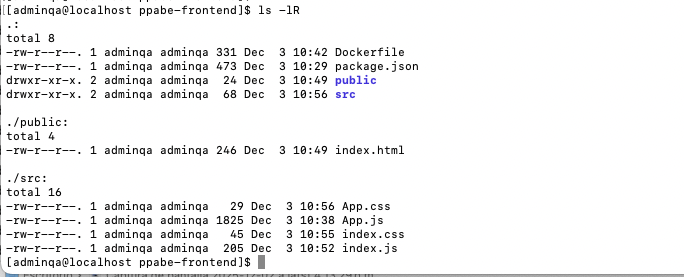 [adminqa@localhost ppabe-frontend]$ ls -lR
.:
total 8
-rw-r--r--. 1 adminqa adminqa 331 Dec  3 10:42 Dockerfile
-rw-r--r--. 1 adminqa adminqa 473 Dec  3 10:29 package.json
drwxr-xr-x. 2 adminqa adminqa  24 Dec  3 10:49 public
drwxr-xr-x. 2 adminqa adminqa  68 Dec  3 10:56 src

./public:
total 4
-rw-r--r--. 1 adminqa adminqa 246 Dec  3 10:49 index.html

./src:
total 16
-rw-r--r--. 1 adminqa adminqa   29 Dec  3 10:56 App.css
-rw-r--r--. 1 adminqa adminqa 1825 Dec  3 10:38 App.js
-rw-r--r--. 1 adminqa adminqa   45 Dec  3 10:55 index.css
-rw-r--r--. 1 adminqa adminqa  205 Dec  3 10:52 index.js
[adminqa@localhost ppabe-frontend]$